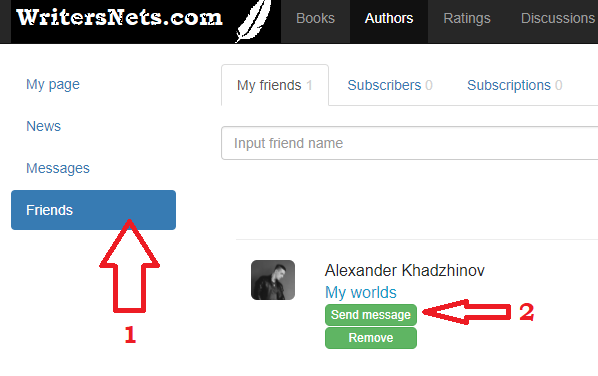 WritersNets.com Books Authors Ratings Discussions
My page
News
Messages
Friends
My friends 1 Subscribers 0 Subscriptions 0
Input friend name
Alexander Khadzhinov
My worlds
Send message
Remove
1
2